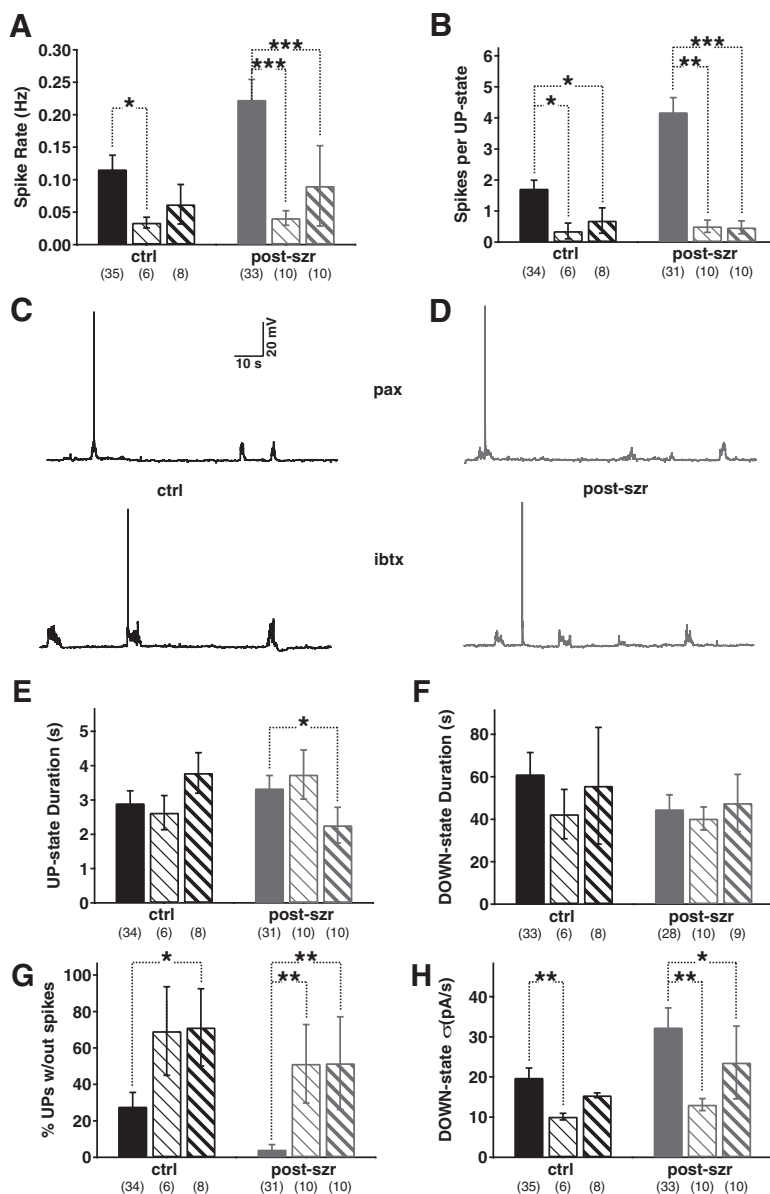 A
Spike Rate (Hz)
0.30
0.25
0.20
0.15
0.10
0.05
0.00
*
***
***
ctrl
post-szr
(35) (6) (8)
(33) (10) (10)
B
Spikes per UP-state
6
5
4
3
2
1
0
*
*
***
**
ctrl
post-szr
(34) (6) (8)
(31) (10) (10)
C
D
20 mV
10 s
pax
ctrl
post-szr
ibtx
E
UP-state Duration (s)
5
4
3
2
1
0
*
ctrl
post-szr
(34) (6) (8)
(31) (10) (10)
F
DOWN-state Duration (s)
80
60
40
20
0
ctrl
post-szr
(33) (6) (8)
(28) (10) (9)
G
% UPs w/out spikes
100
80
60
40
20
0
*
**
**
ctrl
post-szr
(34) (6) (8)
(31) (10) (10)
H
DOWN-state σ(pA/s)
40
30
20
10
0
**
*
**
ctrl
post-szr
(35) (6) (8)
(33) (10) (10)